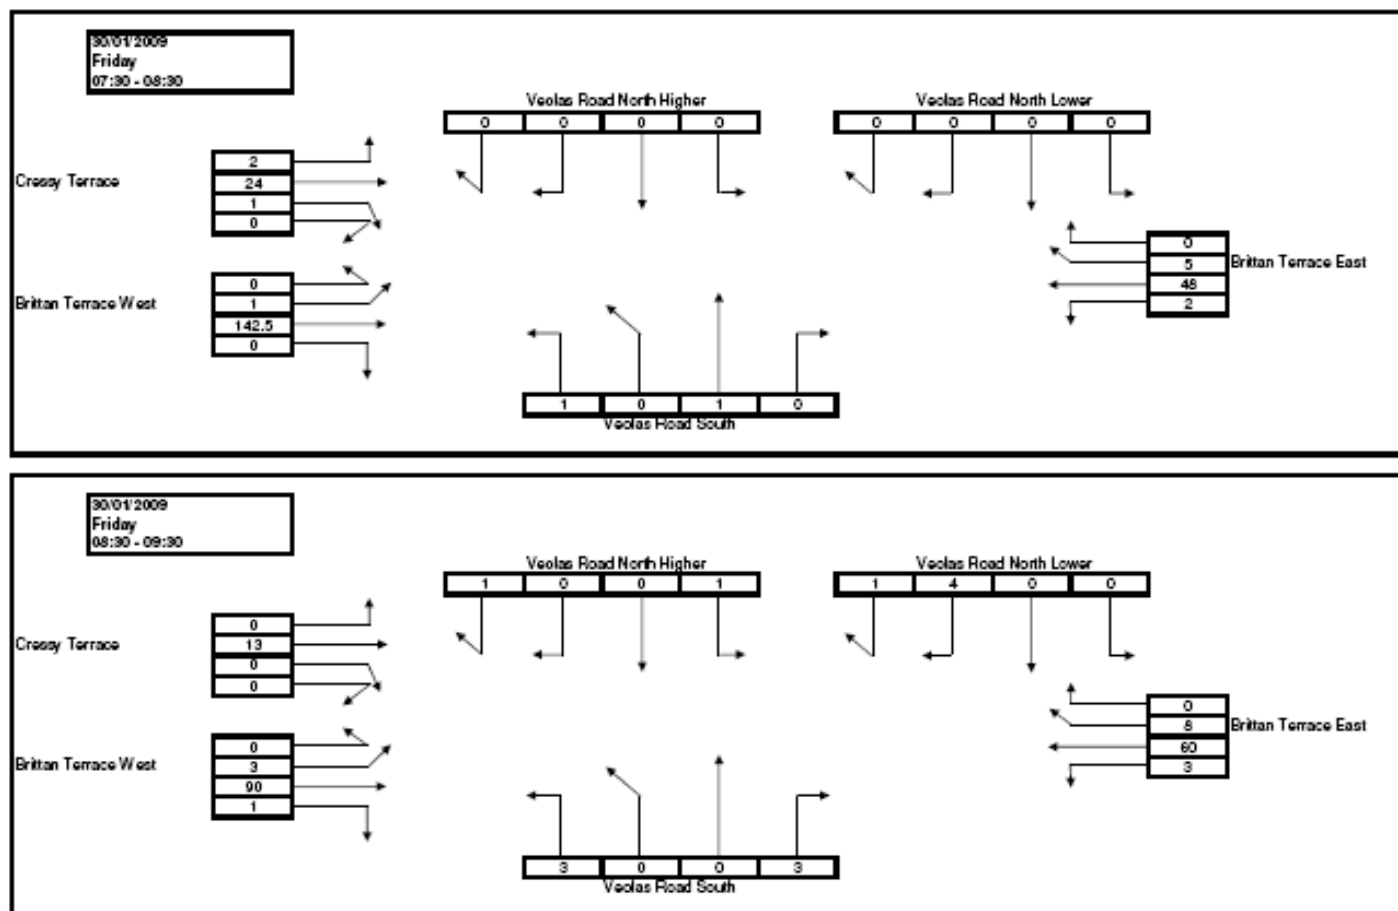 30/01/2009
Friday
07:30 - 08:30
Veolas Road North Higher
0 0 0 0
Veolas Road North Lower
0 0 0 0
Cressy Terrace
2
24
1
0
Brittan Terrace West
0
1
142.5
0
0
5
48
2
Brittan Terrace East
1 0 1 0
Veolas Road South
30/01/2009
Friday
08:30 - 09:30
Veolas Road North Higher
1 0 0 1
Veolas Road North Lower
1 4 0 0
Cressy Terrace
0
13
0
0
Brittan Terrace West
0
3
90
1
0
8
60
3
Brittan Terrace East
3 0 0 3
Veolas Road South